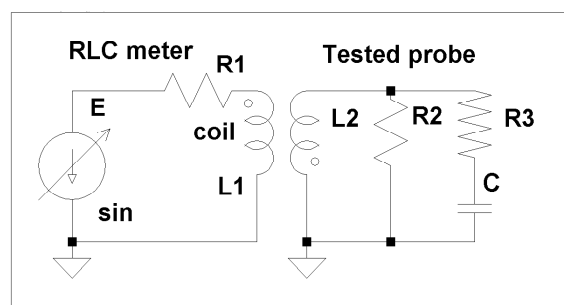 RLC meter
R1
Tested probe
E
coil
L2
R2
R3
L1
C
sin